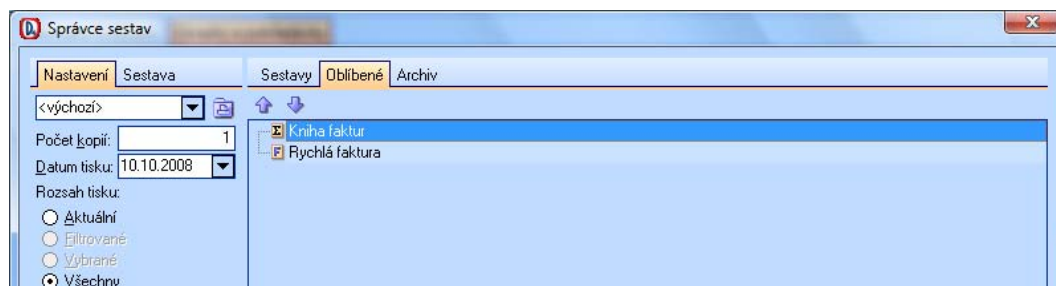 Správce sestav
Nastavení Sestava
<výchozí>
Počet kopií: 1
Datum tisku: 10.10.2008
Rozsah tisku:
Aktuální
Filtrované
Vybrané
Všechny
Sestavy Oblíbené Archiv
Kniha faktur
Rychlá faktura